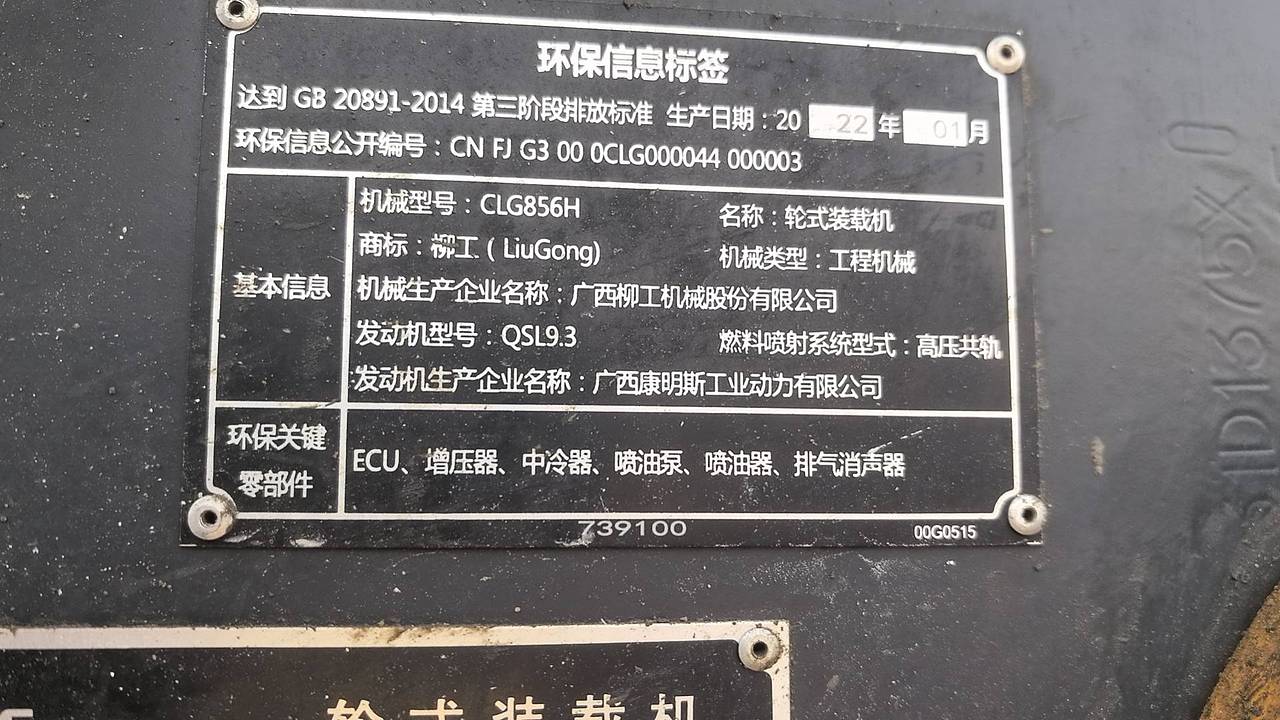 环保信息标签
达到 GB 20891-2014 第三阶段排放标准 生产日期：20 22 年 01 月
环保信息公开编号：CN FJ G3 00 0CLG000044 000003
基本信息
机械型号：CLG856H 名称：轮式装载机
商标：柳工（LiuGong) 机械类型：工程机械
机械生产企业名称：广西柳工机械股份有限公司
发动机型号：QSL9.3 燃料喷射系统型式：高压共轨
发动机生产企业名称：广西康明斯工业动力有限公司
环保关键
零部件
ECU、增压器、中冷器、喷油泵、喷油器、排气消声器
739100 00G0515
轮式装载机